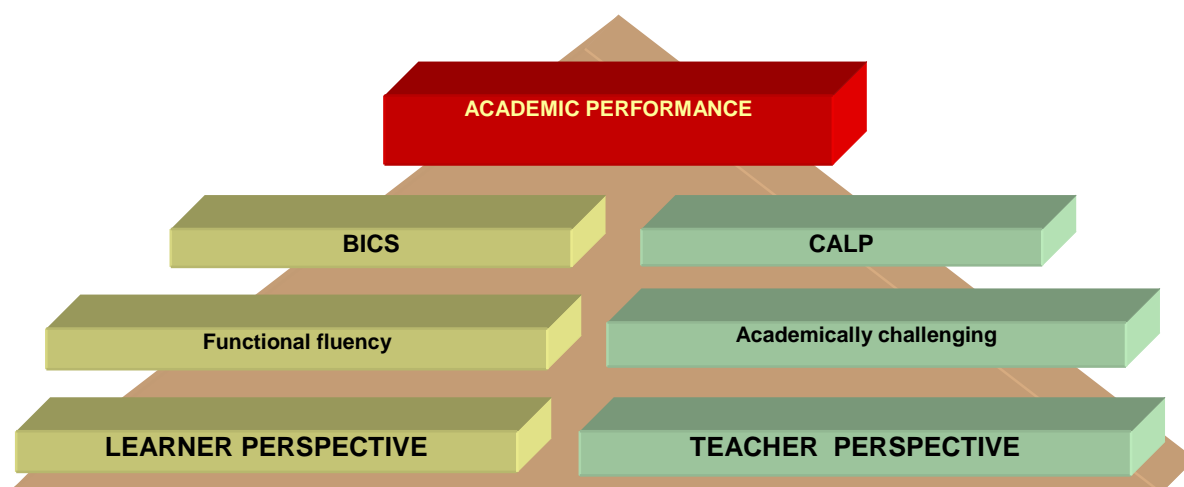 ACADEMIC PERFORMANCE
BICS
CALP
Functional fluency
Academically challenging
LEARNER PERSPECTIVE
TEACHER  PERSPECTIVE